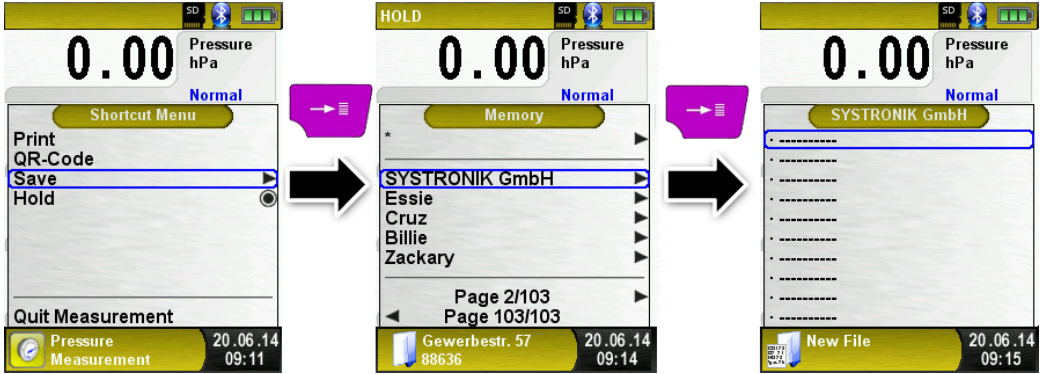 SD
0.00
Pressure
hPa
Normal
Shortcut Menu
Print
QR-Code
Save
Hold
Quit Measurement
Pressure
Measurement
20.06.14
09:11
HOLD
SD
0.00
Pressure
hPa
Normal
Memory
*
SYSTRONIK GmbH
Essie
Cruz
Billie
Zackary
Page 2/103
Page 103/103
Gewerbestr. 57
88636
20.06.14
09:14
SD
0.00
Pressure
hPa
Normal
SYSTRONIK GmbH
· ----------
· ----------
· ----------
· ----------
· ----------
· ----------
· ----------
· ----------
· ----------
· ----------
New File
20.06.14
09:15